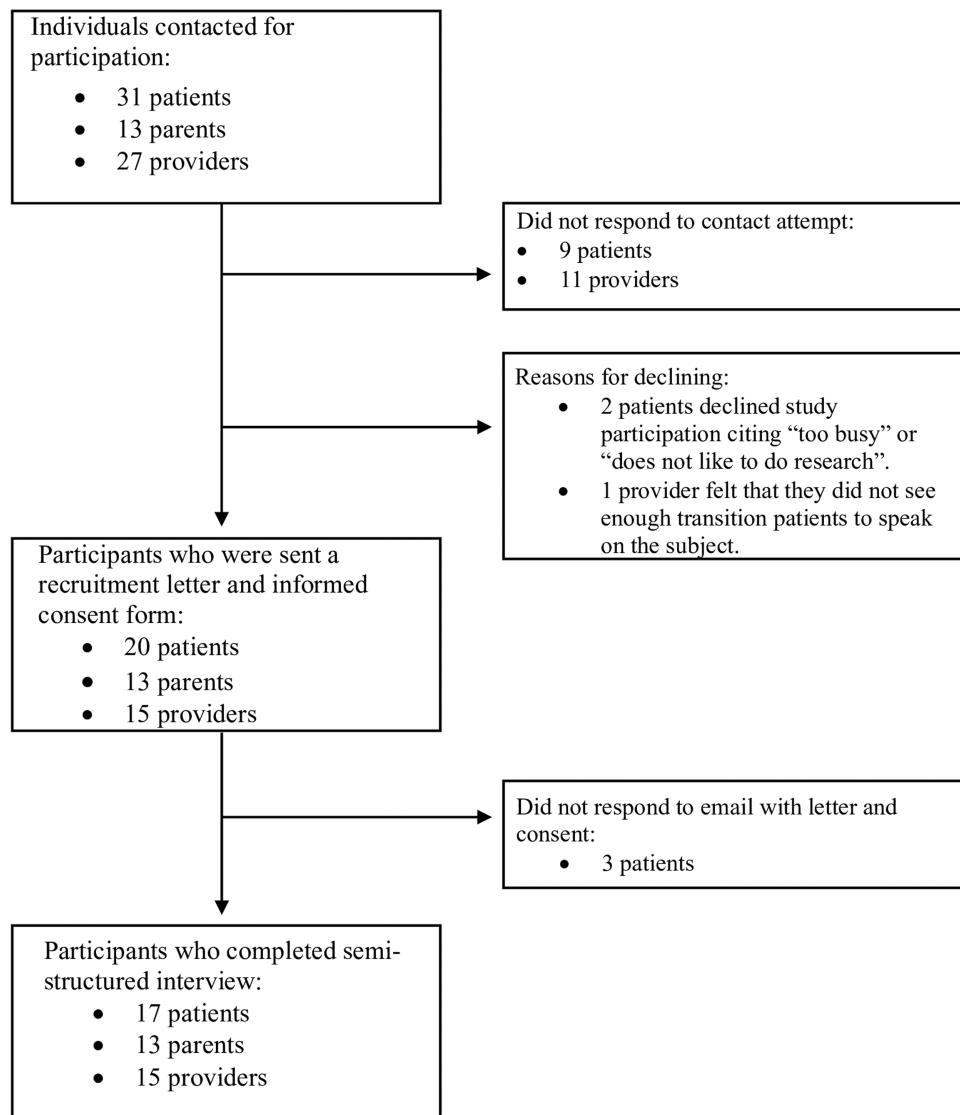 Individuals contacted for
participation:
• 31 patients
• 13 parents
• 27 providers
Did not respond to contact attempt:
• 9 patients
• 11 providers
Reasons for declining:
• 2 patients declined study
participation citing “too busy” or
“does not like to do research”.
• 1 provider felt that they did not see
enough transition patients to speak
on the subject.
Participants who were sent a
recruitment letter and informed
consent form:
• 20 patients
• 13 parents
• 15 providers
Did not respond to email with letter and
consent:
• 3 patients
Participants who completed semi-
structured interview:
• 17 patients
• 13 parents
• 15 providers